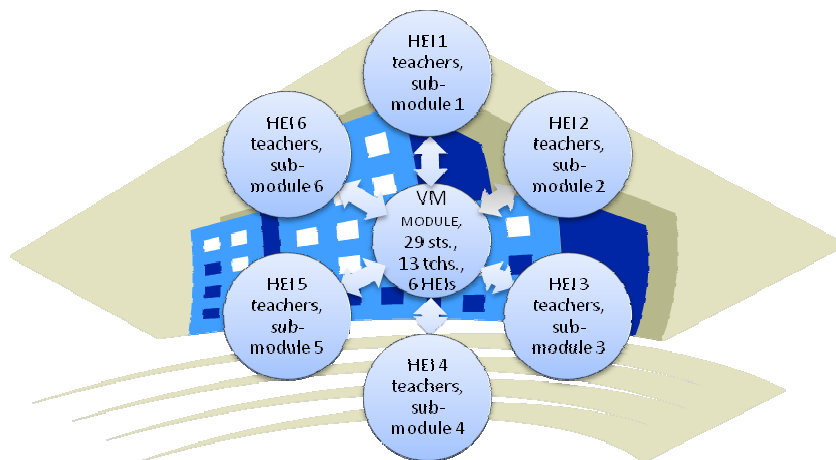 HEI 1
teachers,
sub-
module 1
HEI 6
teachers,
sub-
module 6
HEI 2
teachers,
sub-
module 2
VM
MODULE,
29 sts.,
13 tchs.,
6 HEIs
HEI 5
teachers,
sub-
module 5
HEI 3
teachers,
sub-
module 3
HEI 4
teachers,
sub-
module 4